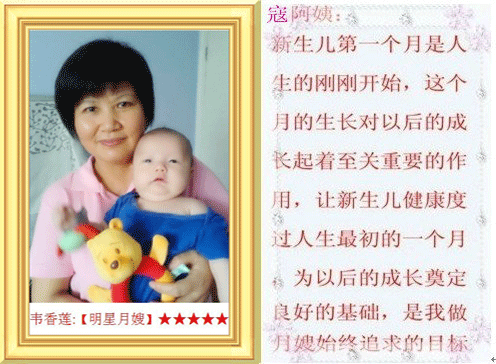 韦香莲:【明星月嫂】★★★★★
寇阿姨：
新生儿第一个月是人
生的刚刚开始，这个
月的生长对以后的成
长起着至关重要的作
用，让新生儿健康度
过人生最初的一个月
，为以后的成长奠定
良好的基础，是我做
月嫂始终追求的目标